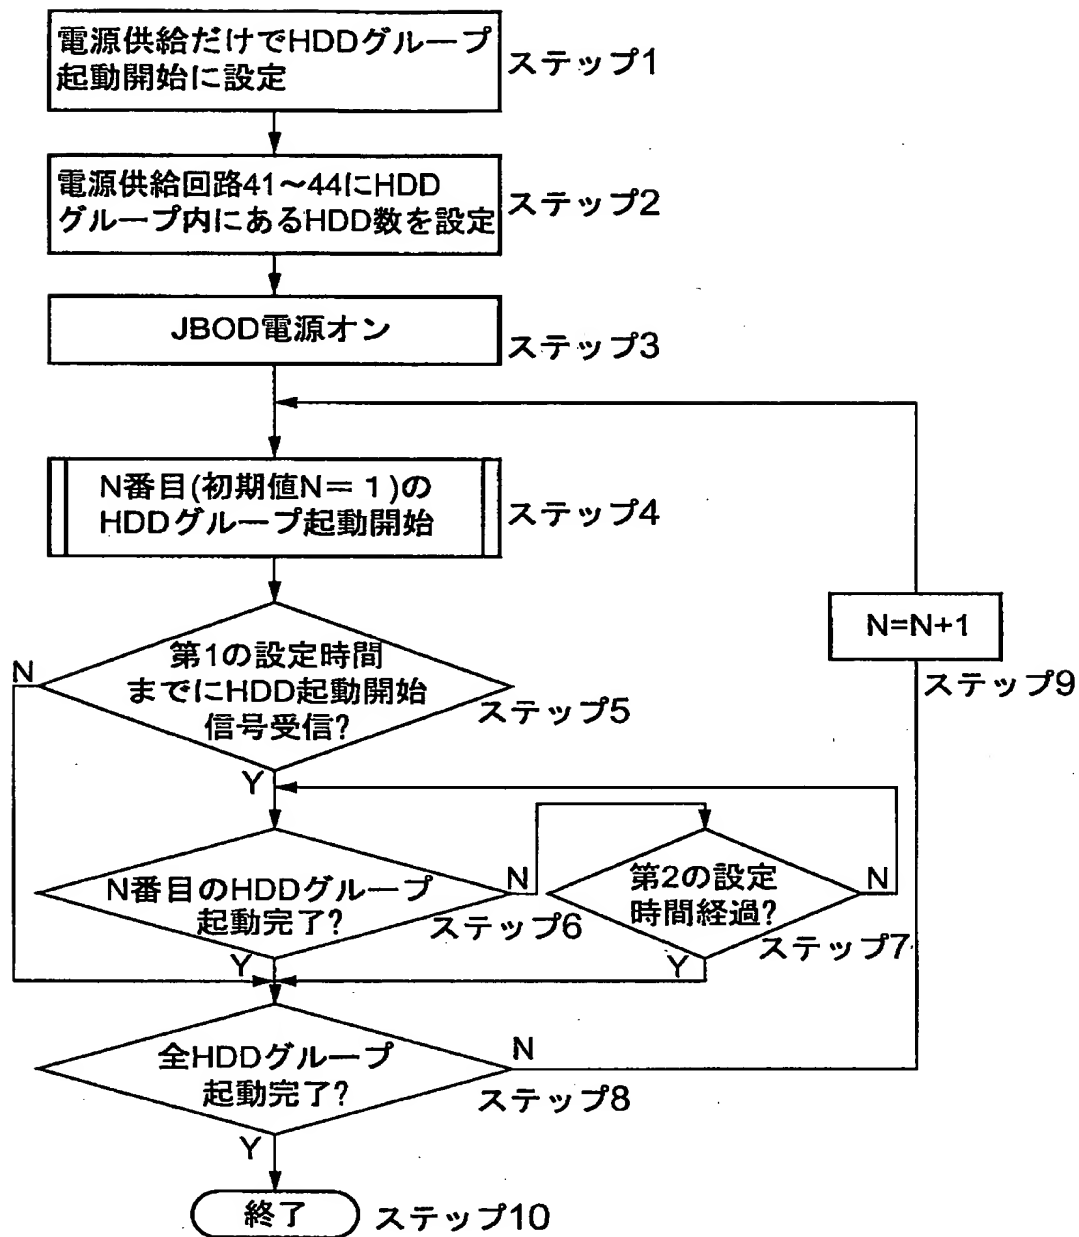 電源供給だけでHDDグループ
起動開始に設定
ステップ1
電源供給回路41～44にHDD
グループ内にあるHDD数を設定
ステップ2
JBOD電源オン
ステップ3
N番目(初期値N=1)の
HDDグループ起動開始
ステップ4
N=N+1
ステップ9
第1の設定時間
までにHDD起動開始
信号受信?
ステップ5
N
Y
N番目のHDDグループ
起動完了?
ステップ6
N
Y
第2の設定
時間経過?
ステップ7
N
Y
全HDDグループ
起動完了?
ステップ8
N
Y
終了
ステップ10